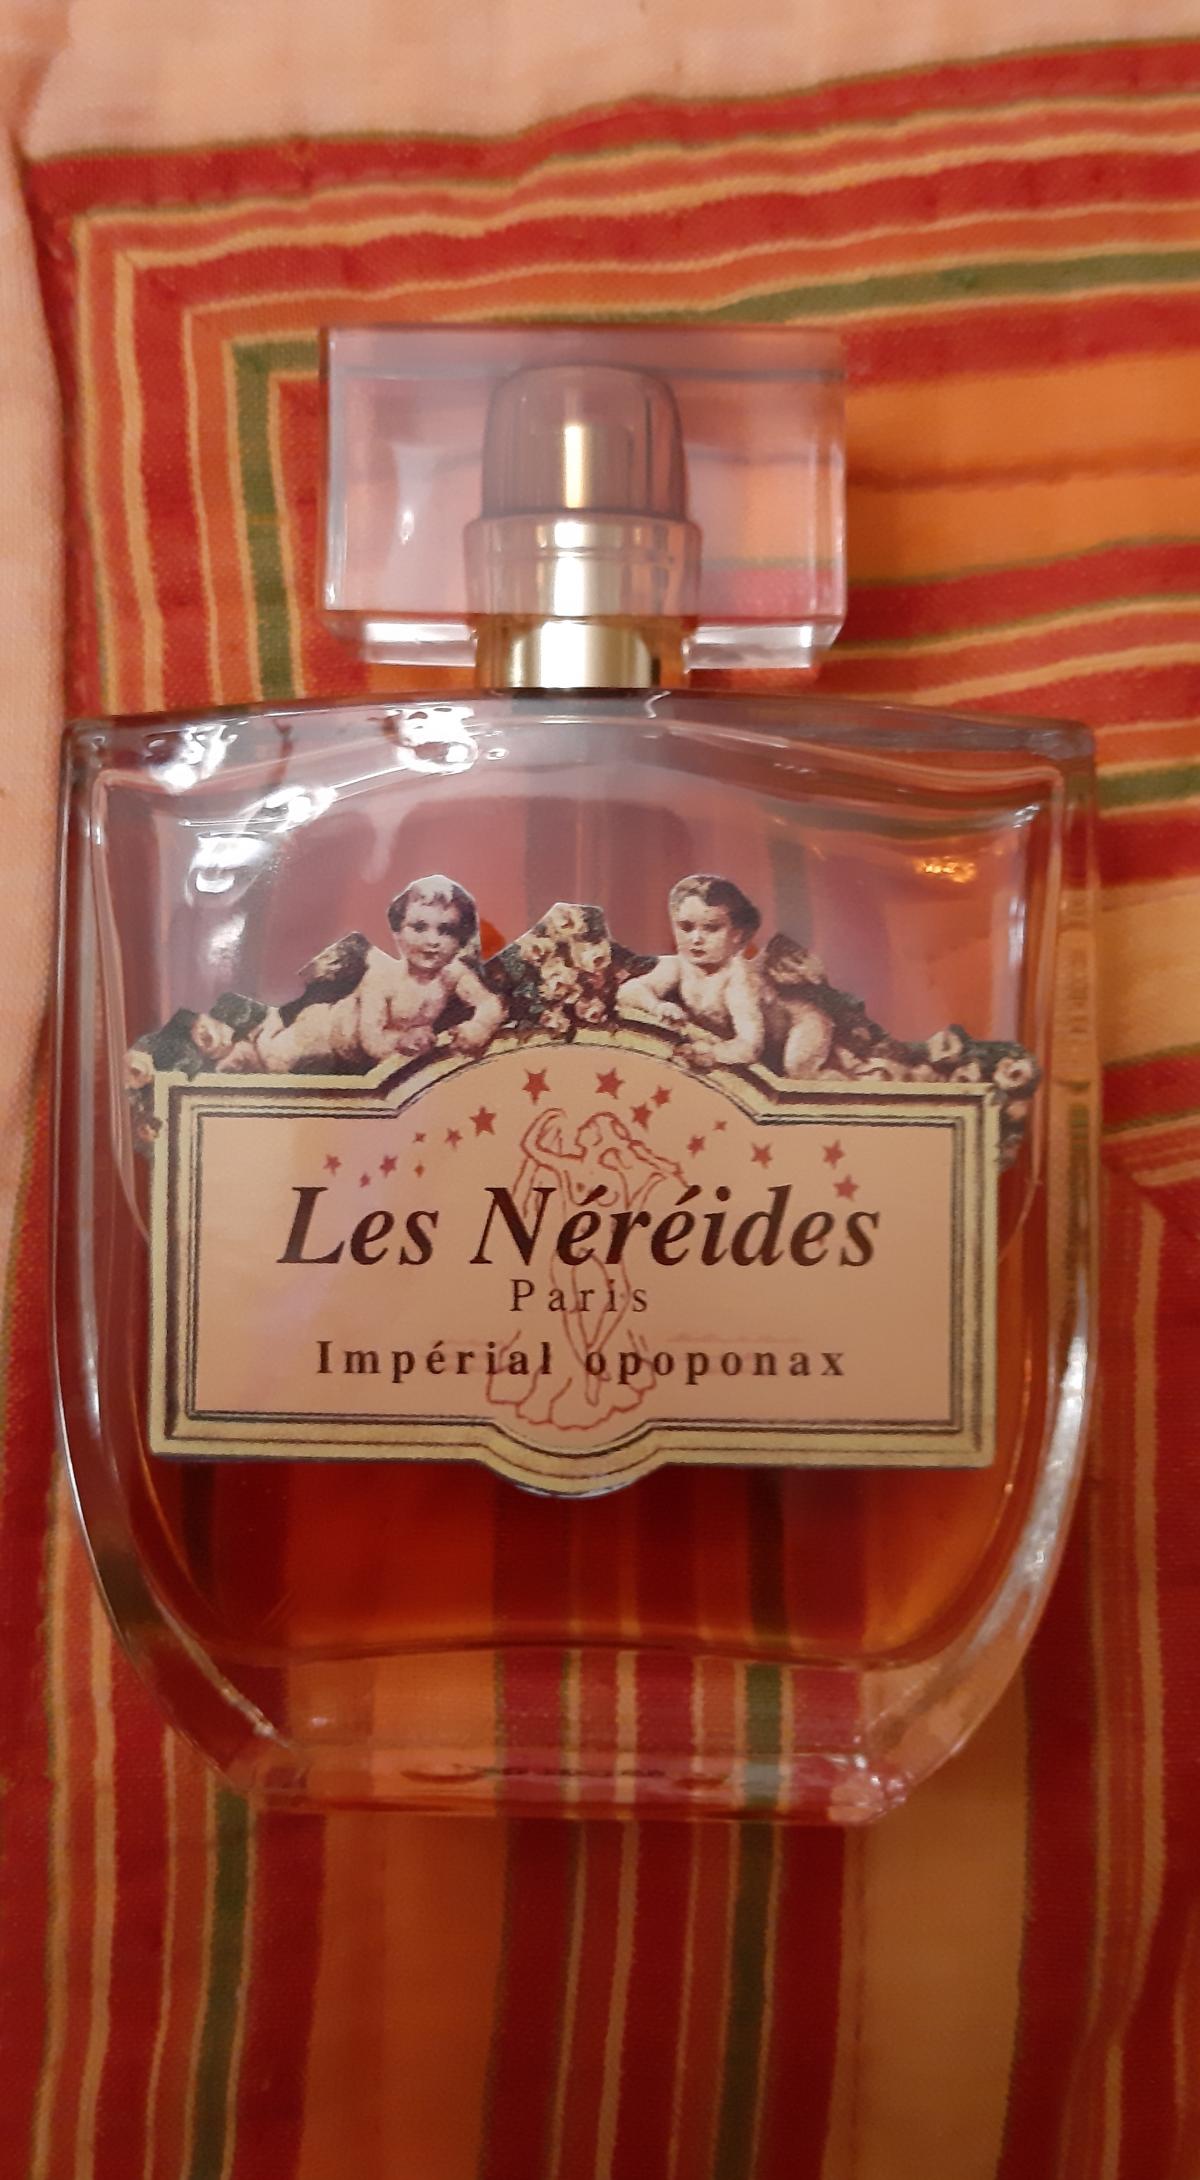 Les Néréides
Paris
Impérial opoponax